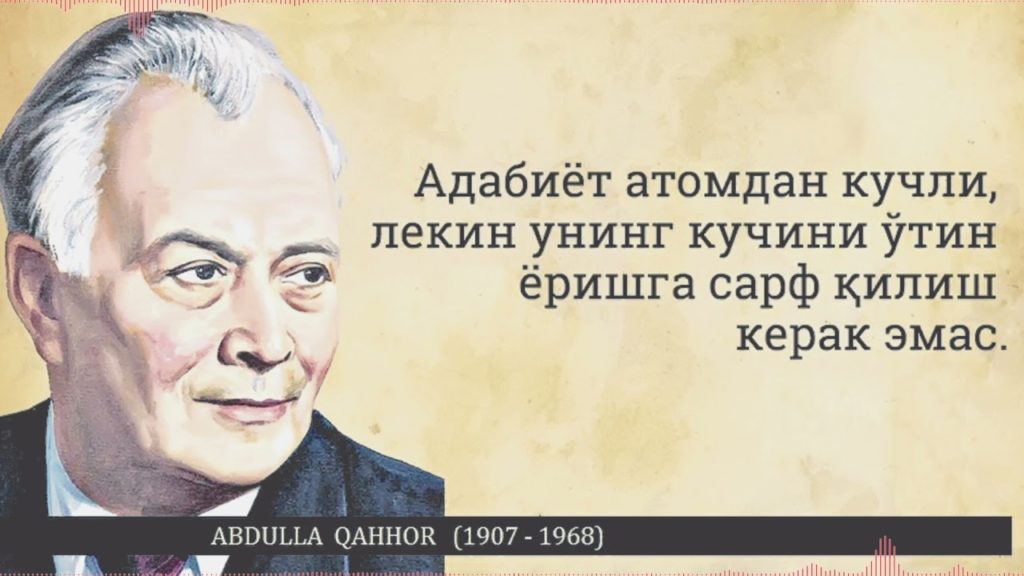 Адабиёт атомдан кучли,
лекин унинг кучини ўтин
ёришга сарф қилиш
керак эмас.
ABDULLA QAHHOR (1907 - 1968)